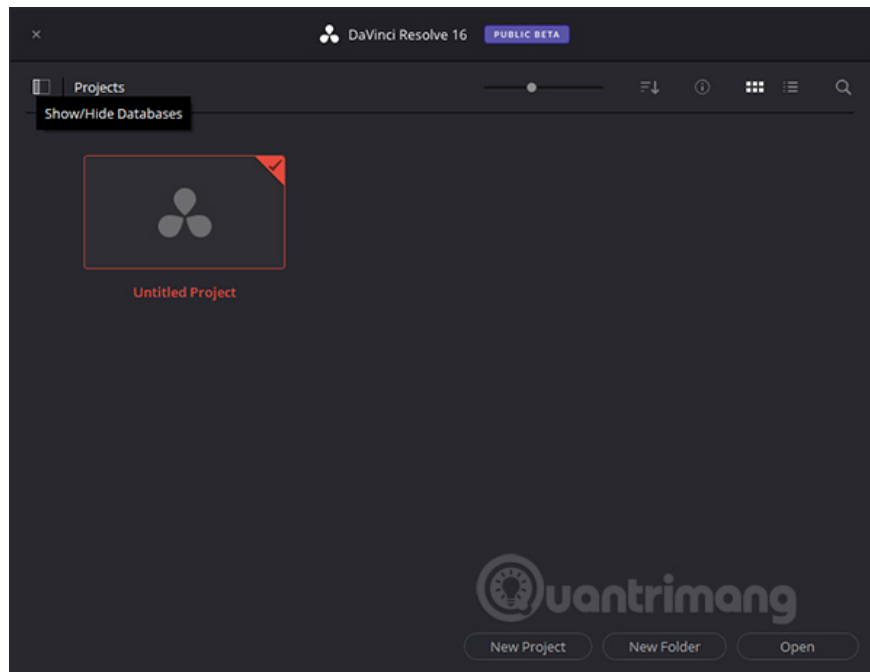 DaVinci Resolve 16 PUBLIC BETA
Projects
Show/Hide Databases
Untitled Project
Quantrimang
New Project New Folder Open